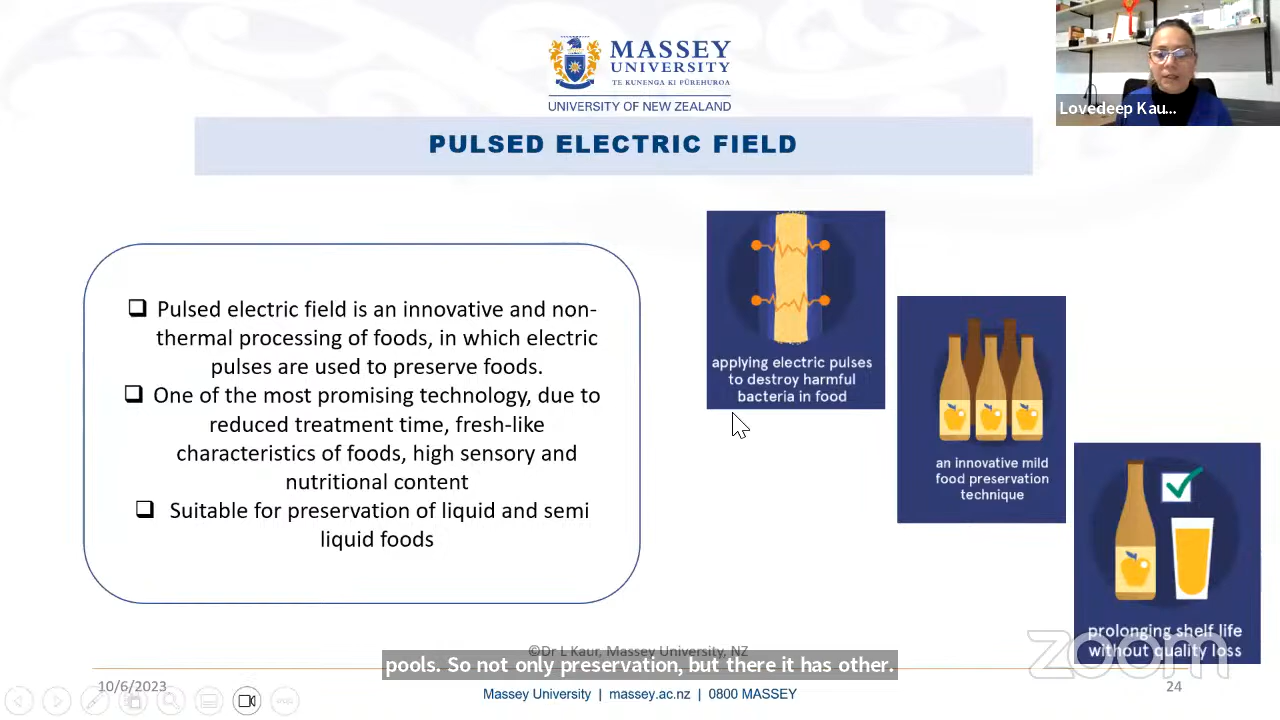 MASSEY
UNIVERSITY
TE KUNENGA KI PŪREHUROA
UNIVERSITY OF NEW ZEALAND
Lovedeep Kau...
PULSED ELECTRIC FIELD
Pulsed electric field is an innovative and non-
thermal processing of foods, in which electric
pulses are used to preserve foods.
One of the most promising technology, due to
reduced treatment time, fresh-like
characteristics of foods, high sensory and
nutritional content
Suitable for preservation of liquid and semi
liquid foods
applying electric pulses
to destroy harmful
bacteria in food
an innovative mild
food preservation
technique
prolonging shelf life
without quality loss
zoom
©Dr L Kaur, Massey University, NZ
pools. So not only preservation, but there it has other.
10/6/2023
Massey University | massey.ac.nz | 0800 MASSEY
24